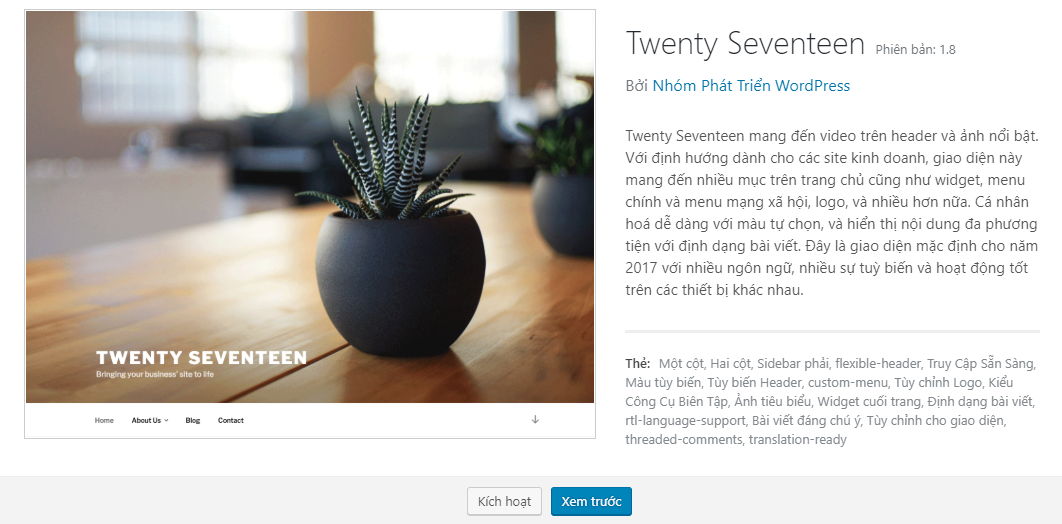 Twenty Seventeen Phiên bản: 1.8
Bởi Nhóm Phát Triển WordPress
Twenty Seventeen mang đến video trên header và ảnh nổi bật.
Với định hướng dành cho các site kinh doanh, giao diện này
mang đến nhiều mục trên trang chủ cũng như widget, menu
chính và menu mạng xã hội, logo, và nhiều hơn nữa. Cá nhân
hoá dễ dàng với màu tự chọn, và hiển thị nội dung đa phương
tiện với định dạng bài viết. Đây là giao diện mặc định cho năm
2017 với nhiều ngôn ngữ, nhiều sự tuỳ biến và hoạt động tốt
trên các thiết bị khác nhau.
Thẻ: Một cột, Hai cột, Sidebar phải, flexible-header, Truy Cập Sẵn Sàng,
Màu tùy biến, Tùy biến Header, custom-menu, Tùy chỉnh Logo, Kiểu
Công Cụ Biên Tập, Ảnh tiêu biểu, Widget cuối trang, Định dạng bài viết,
rtl-language-support, Bài viết đáng chú ý, Tùy chỉnh cho giao diện,
threaded-comments, translation-ready
TWENTY SEVENTEEN
Bringing your business' site to life
Home About Us Blog Contact
Kích hoạt Xem trước